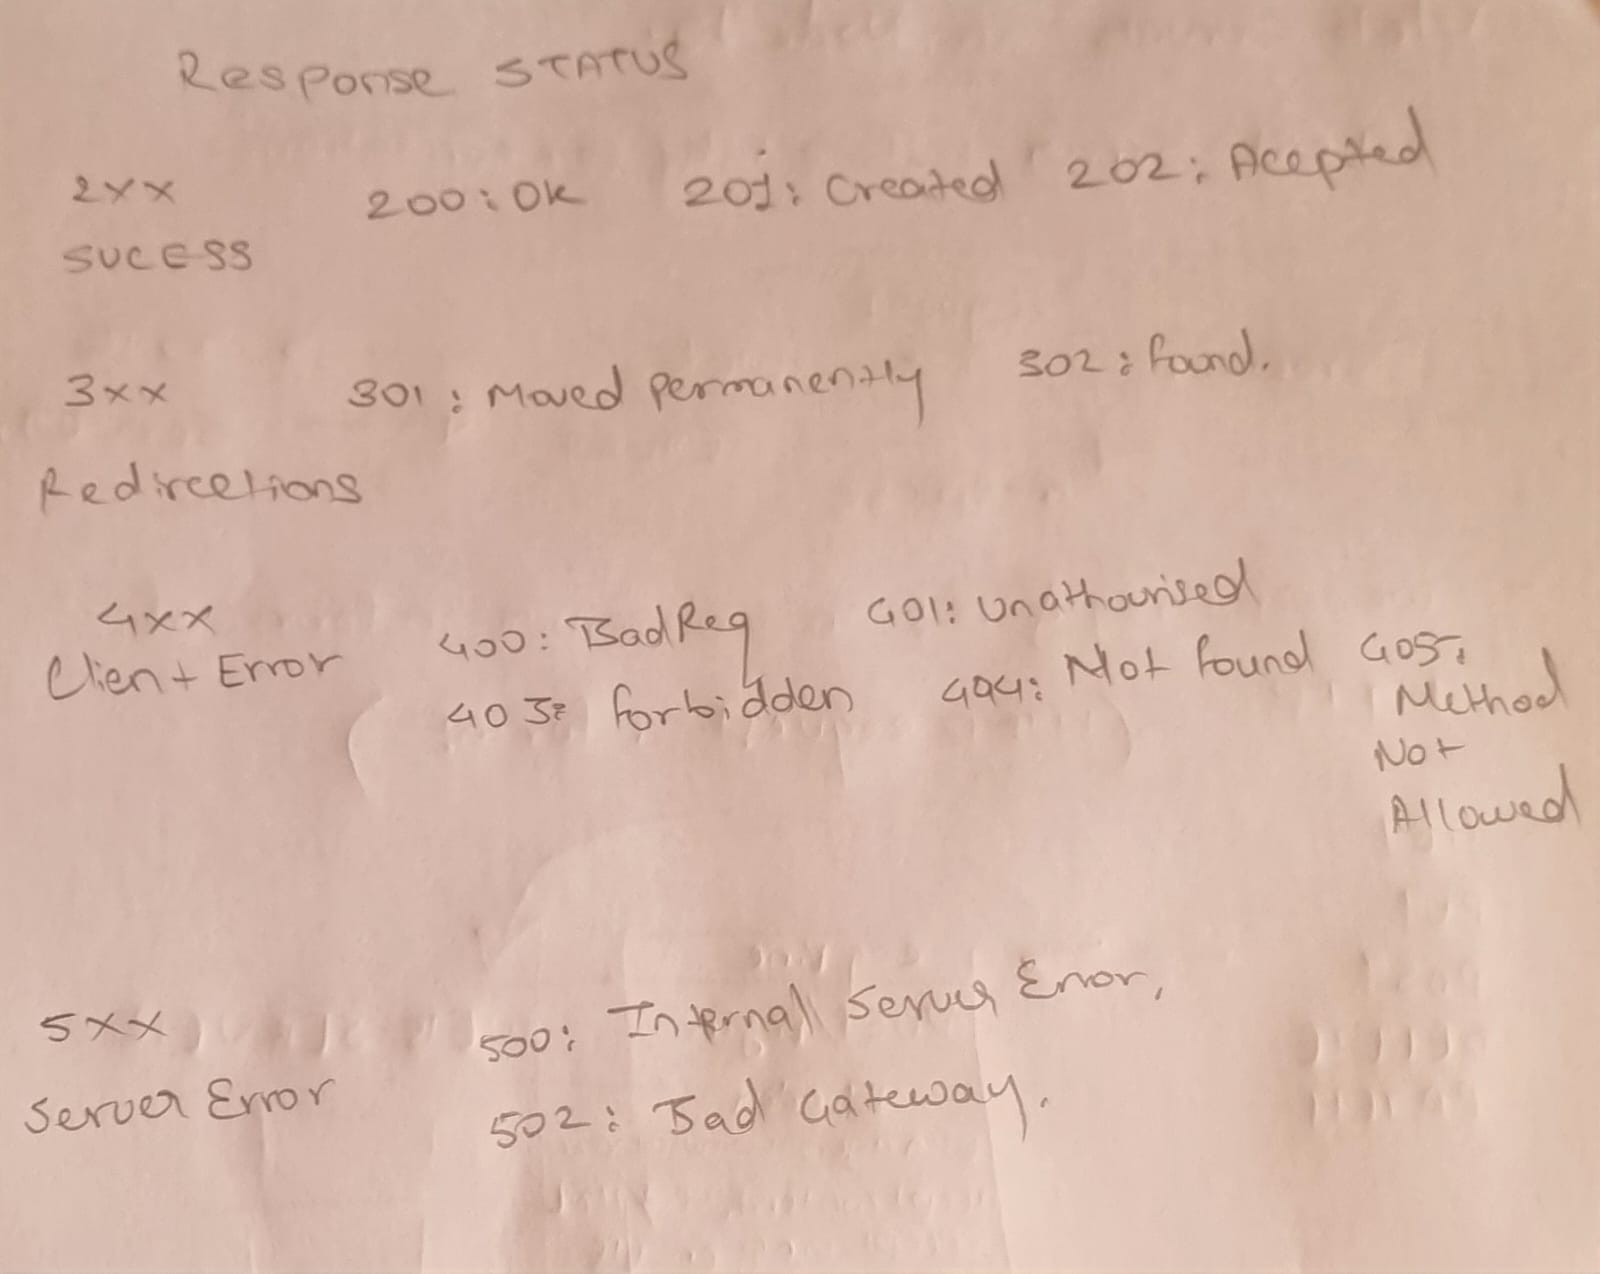 Response STATUS
2xx 200: Ok 201: Created 202: Acepted
SUCESS
3xx 301: Moved permanently 302: found.
Redircetions
4xx 400: Bad Req 401: Unathourised
Client Error 403: forbidden 404: Not found 405:
Method
Not
Allowed
5xx 500: Internal Server Error,
Server Error 502: Bad Gateway.